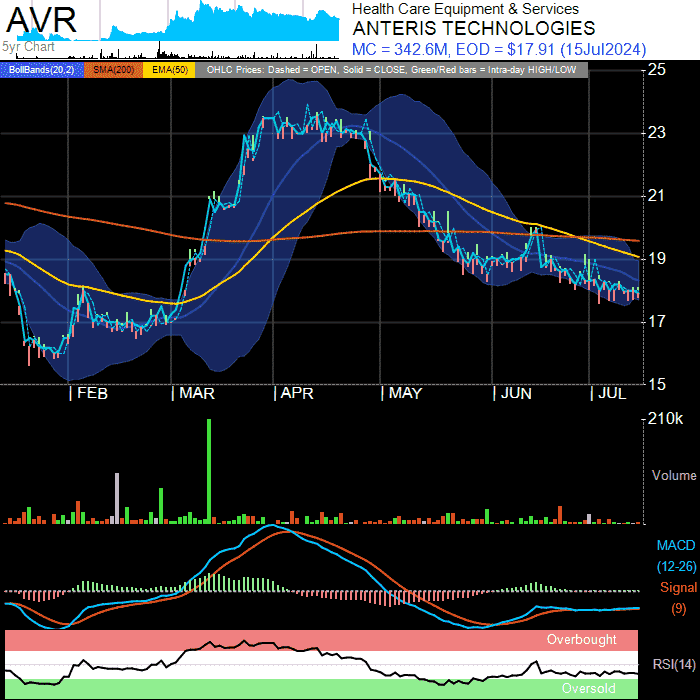 AVR
Health Care Equipment & Services
ANTERIS TECHNOLOGIES
5yr Chart
MC = 342.6M, EOD = $17.91 (15Jul2024)
BollBands(20,2) SMA(200) EMA(50) OHLC Prices: Dashed = OPEN, Solid = CLOSE, Green/Red bars = Intra-day HIGH/LOW
25
23
21
19
17
15
FEB MAR APR MAY JUN JUL
210k
Volume
MACD
(12-26)
Signal
(9)
Overbought
RSI(14)
Oversold